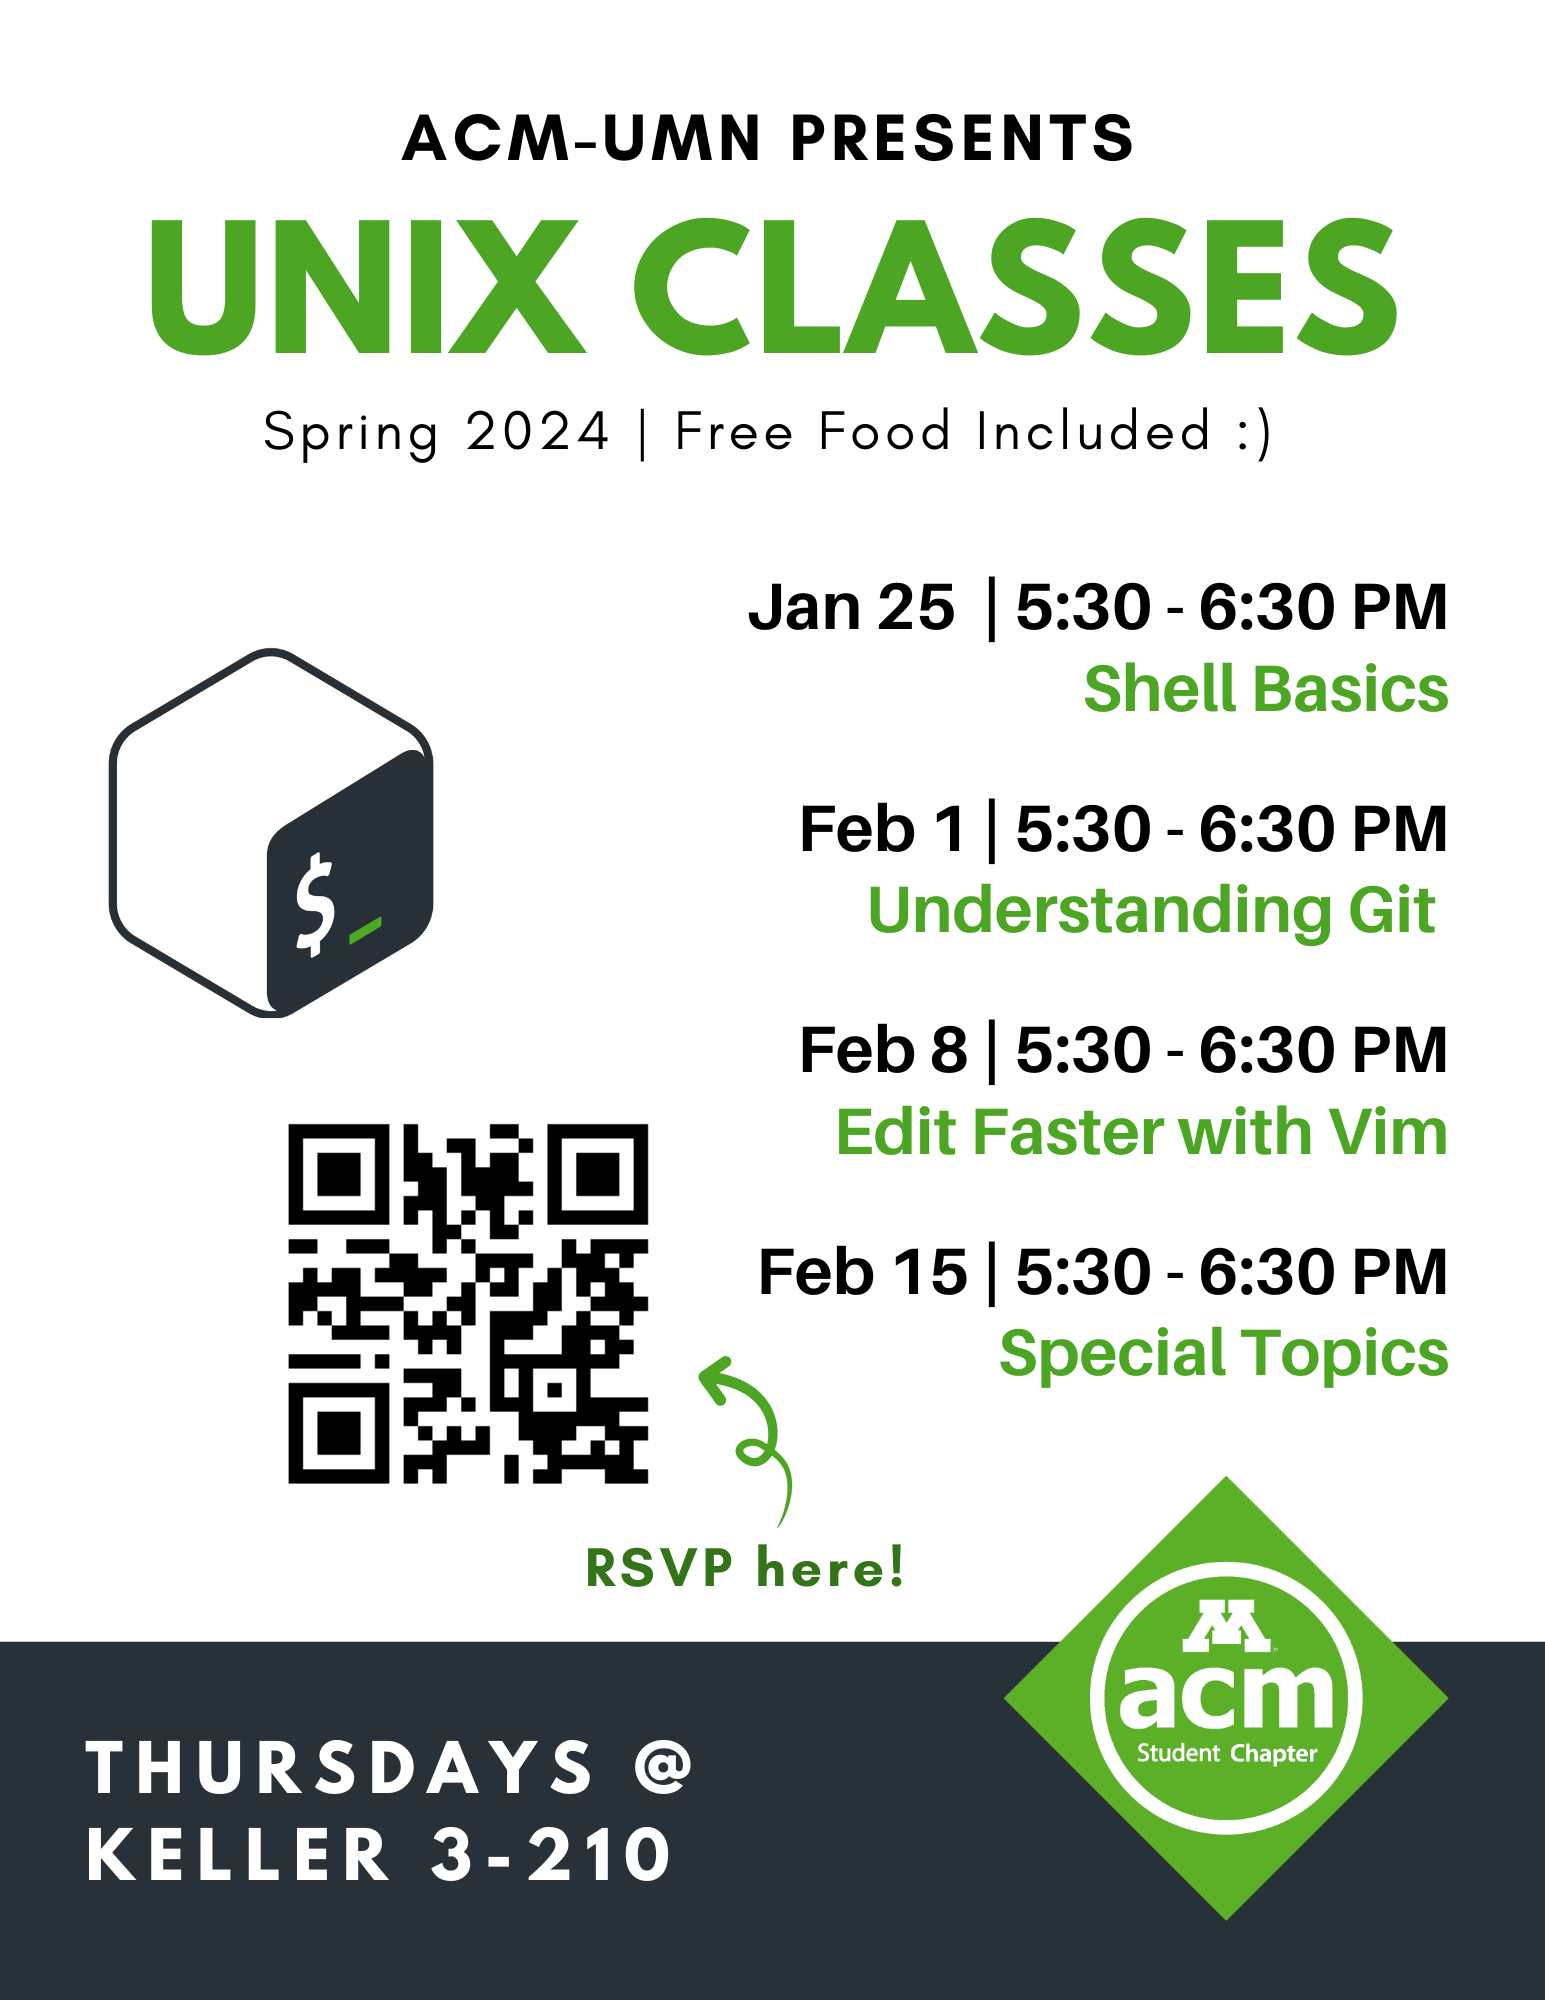 ACM-UMN PRESENTS
UNIX CLASSES
Spring 2024 | Free Food Included :)
Jan 25 | 5:30 - 6:30 PM
Shell Basics
Feb 1 | 5:30 - 6:30 PM
Understanding Git
Feb 8 | 5:30 - 6:30 PM
Edit Faster with Vim
Feb 15 | 5:30 - 6:30 PM
Special Topics
$_
RSVP here!
THURSDAYS @
KELLER 3-210
M
acm
Student Chapter